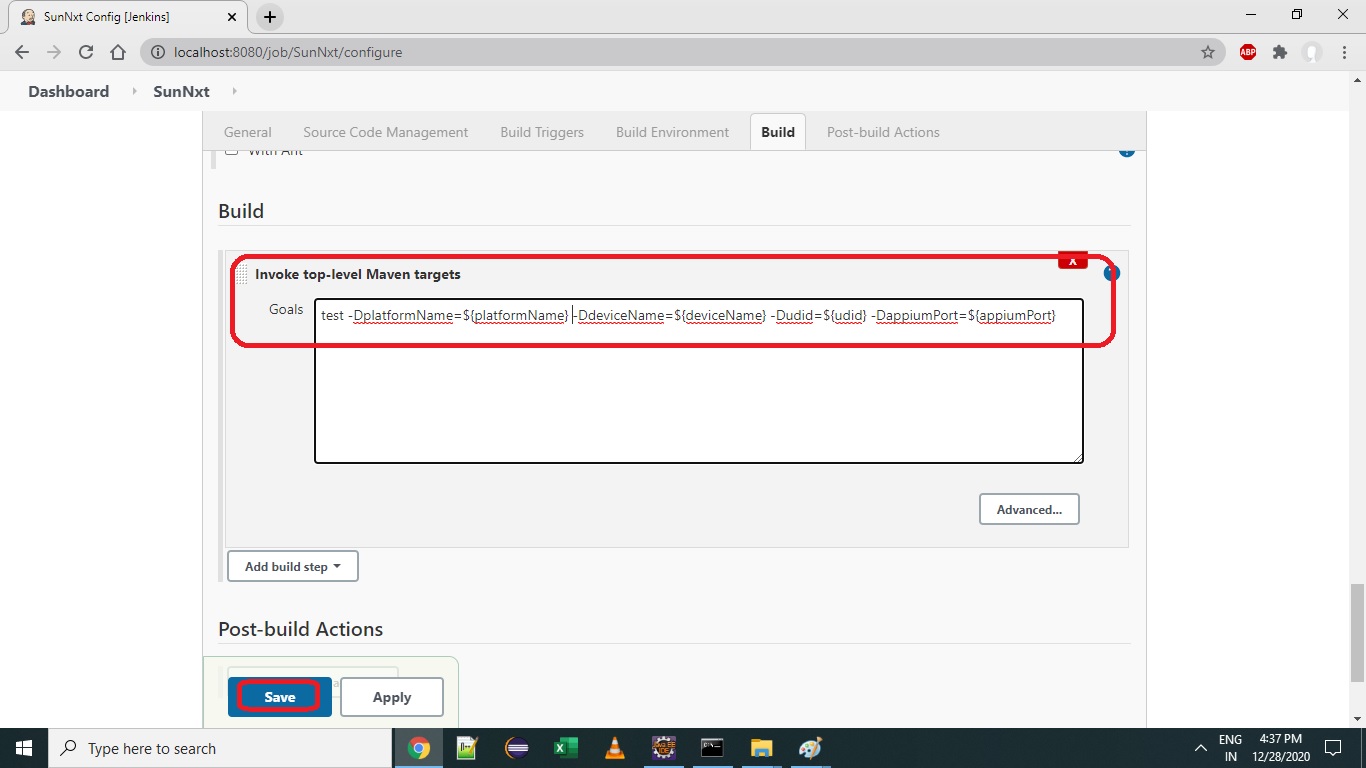 SunNxt Config [Jenkins]
localhost:8080/job/SunNxt/configure
ABP
Dashboard SunNxt
General Source Code Management Build Triggers Build Environment Build Post-build Actions
With Ant
Build
X
Invoke top-level Maven targets
Goals test -DplatformName=${platformName} -DdeviceName=${deviceName} -Dudid=${udid} -DappiumPort=${appiumPort}
Advanced...
Add build step
Post-build Actions
Save Apply
Type here to search
ENG 4:37 PM
IN 12/28/2020